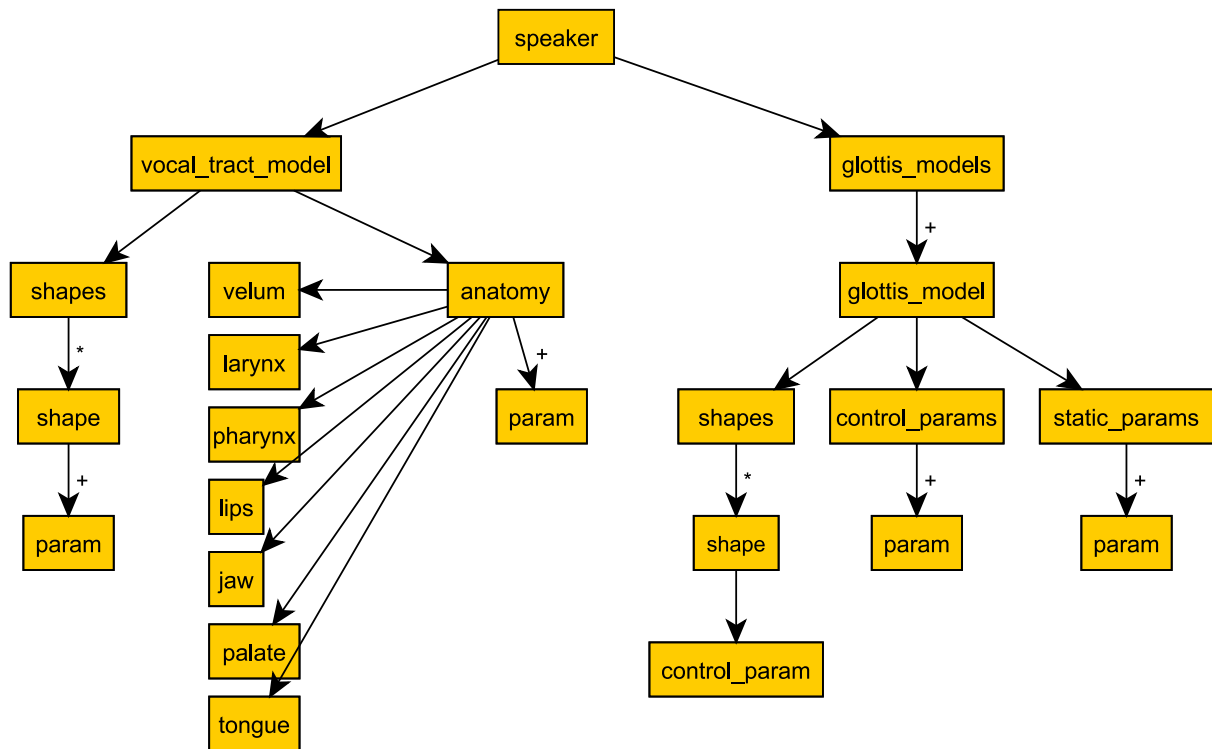 speaker
vocal_tract_model
glottis_models
+
shapes
velum
anatomy
glottis_model
larynx
*
+
shape
pharynx
param
shapes
control_params
static_params
+
lips
*
+
+
param
jaw
shape
param
param
palate
control_param
tongue